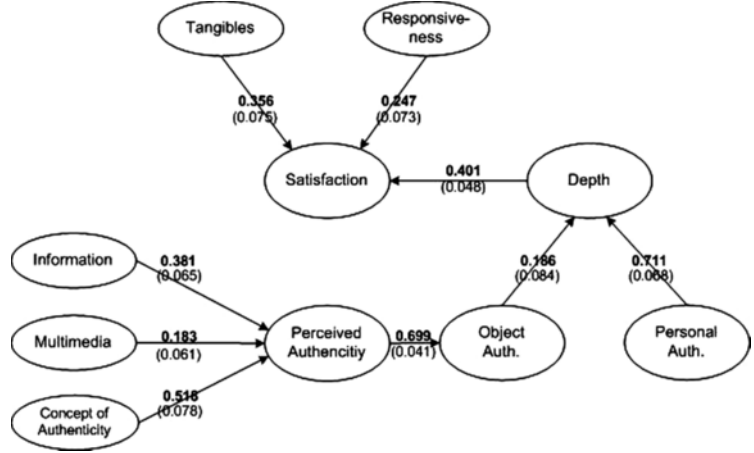 Tangibles
Responsive-
ness
0.356
(0.075)
0.247
(0.073)
Satisfaction
0.401
(0.048)
Depth
Information
0.381
(0.065)
0.186
(0.084)
0.711
(0.068)
Multimedia
0.183
(0.061)
Perceived
Authencitiy
0.699
(0.041)
Object
Auth.
Personal
Auth.
Concept of
Authenticity
0.516
(0.078)